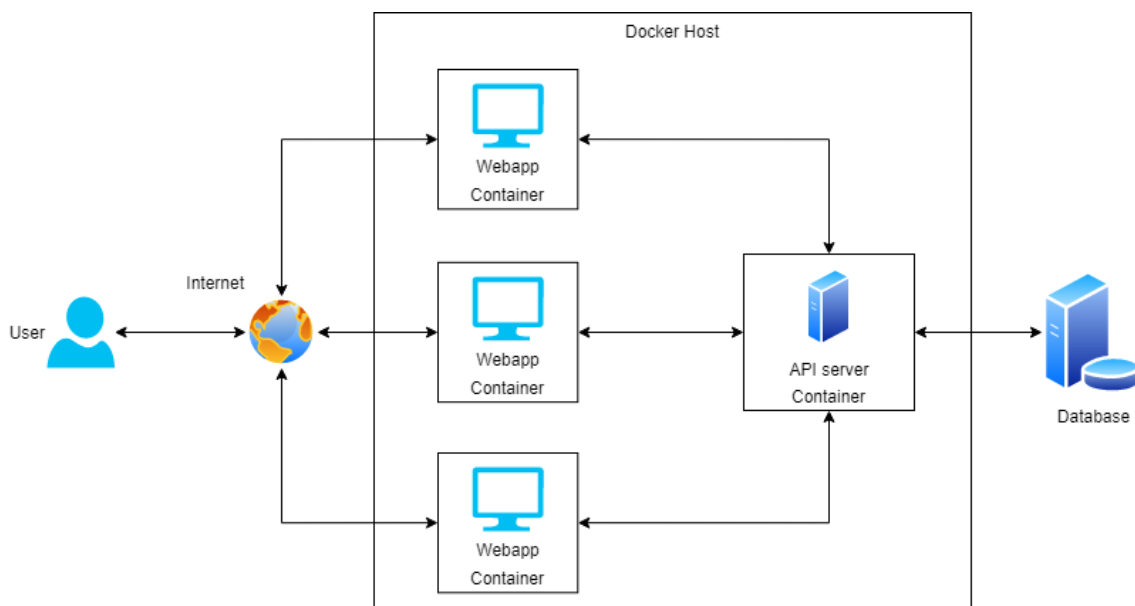 Docker Host
Webapp
Container
Internet
User
Webapp
Container
API server
Container
Database
Webapp
Container